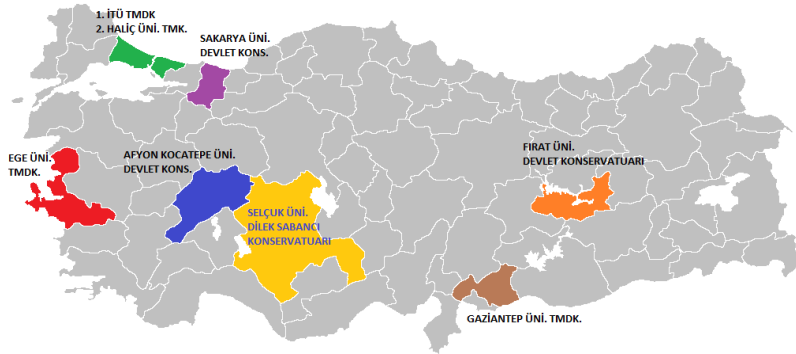 1. İTÜ TMDK
2. HALİÇ ÜNİ. TMK.
SAKARYA ÜNİ.
DEVLET KONS.
EGE ÜNİ.
TMDK.
AFYON KOCATEPE ÜNİ.
DEVLET KONS.
FIRAT ÜNİ.
DEVLET KONSERVATUARI
SELÇUK ÜNİ.
DİLEK SABANCI
KONSERVATUARI
GAZİANTEP ÜNİ. TMDK.